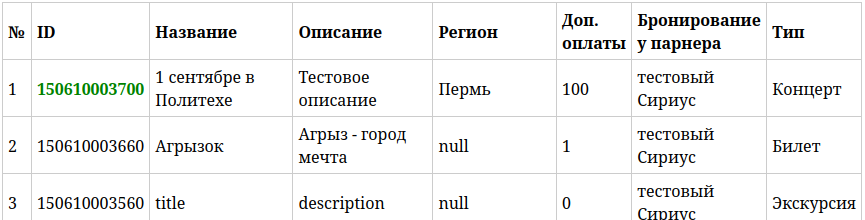 № ID Название Описание Регион Доп. оплаты Бронирование у парнера Тип
1 150610003700 1 сентябре в Политехе Тестовое описание Пермь 100 тестовый Сириус Концерт
2 150610003660 Агрызок Агрыз - город мечта null 1 тестовый Сириус Билет
3 150610003560 title description null 0 тестовый Сириус Экскурсия